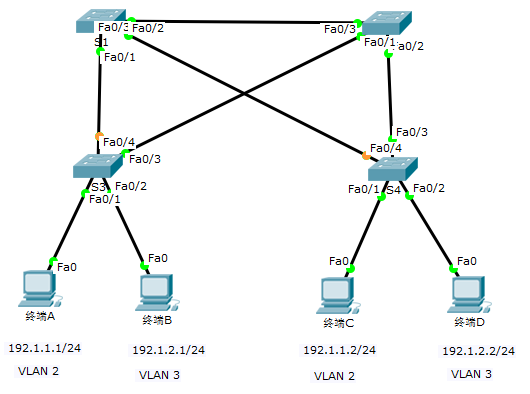 Fa0/3
Fa0/2
Fa0/3
S1
Fa0/1
Fa0/1
Fa0/2
Fa0/4
Fa0/3
Fa0/3
Fa0/4
S3
Fa0/2
Fa0/1
Fa0/1
S4
Fa0/2
Fa0
Fa0
Fa0
Fa0
终端A
终端B
终端C
终端D
192.1.1.1/24
192.1.2.1/24
192.1.1.2/24
192.1.2.2/24
VLAN 2
VLAN 3
VLAN 2
VLAN 3